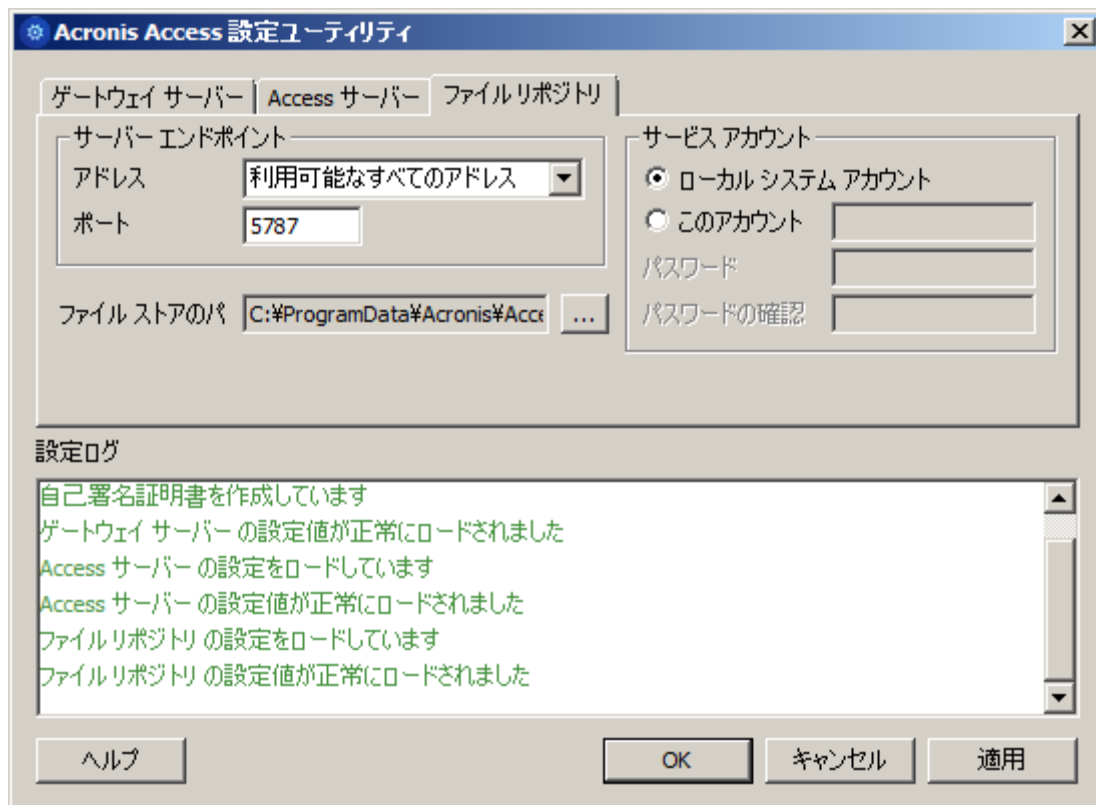 Acronis Access 設定ユーティリティ
ゲートウェイ サーバー
Access サーバー
ファイル リポジトリ
サーバー エンドポイント
アドレス
利用可能なすべてのアドレス
ポート
5787
ファイル ストアのパ
C:¥ProgramData¥Acronis¥Acce
...
サービス アカウント
ローカル システム アカウント
このアカウント
パスワード
パスワードの確認
設定ログ
自己署名証明書を作成しています
ゲートウェイ サーバー の設定値が正常にロードされました
Access サーバー の設定をロードしています
Access サーバー の設定値が正常にロードされました
ファイル リポジトリ の設定をロードしています
ファイル リポジトリ の設定値が正常にロードされました
ヘルプ
OK
キャンセル
適用